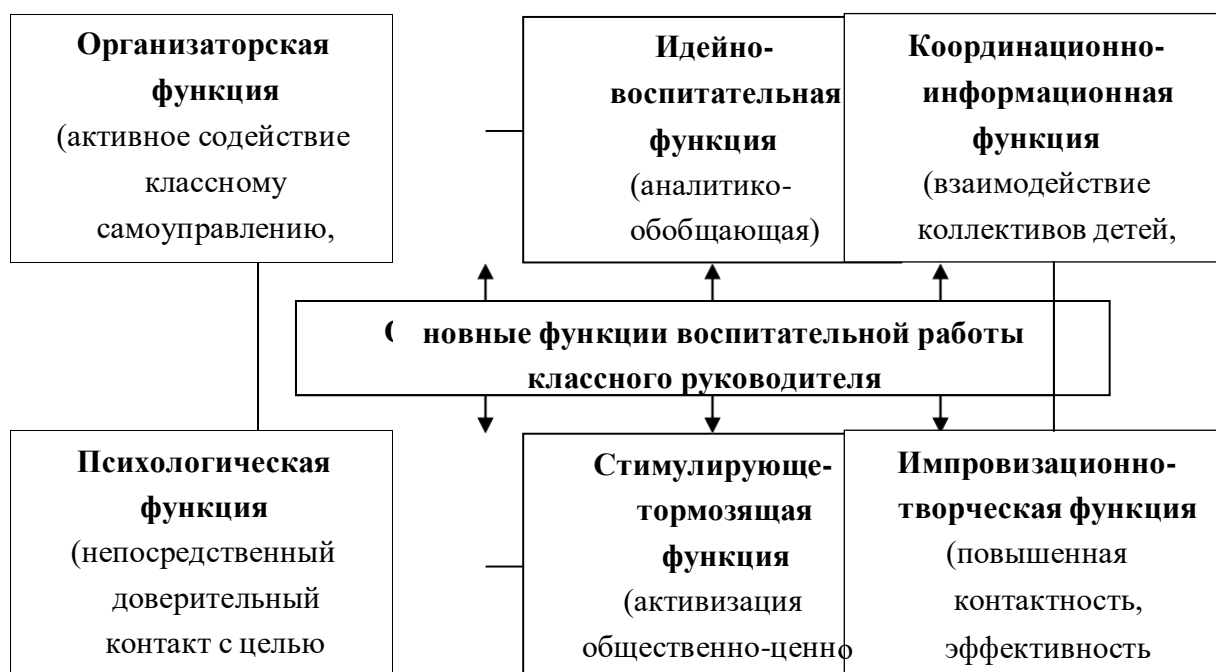 Организаторская
функция
(активное содействие
классному
самоуправлению,
Идейно-
воспитательная
функция
(аналитико-
обобщающая)
Координационно-
информационная
функция
(взаимодействие
коллективов детей,
новные функции воспитательной работы
классного руководителя
Психологическая
функция
(непосредственный
доверительный
контакт с целью
Стимулирующе-
тормозящая
функция
(активизация
общественно-ценно
Импровизационно-
творческая функция
(повышенная
контактность,
эффективность